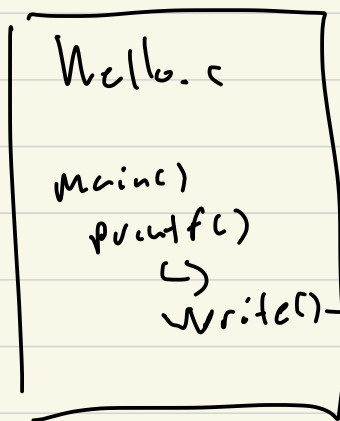 Hello.c
main()
printf()
↳
write()